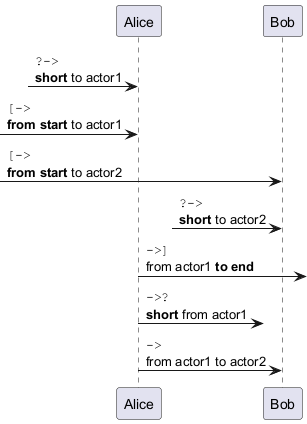 Alice Bob
?->
short to actor1
[->
from start to actor1
[->
from start to actor2
?->
short to actor2
->]
from actor1 to end
->?
short from actor1
->
from actor1 to actor2
Alice Bob